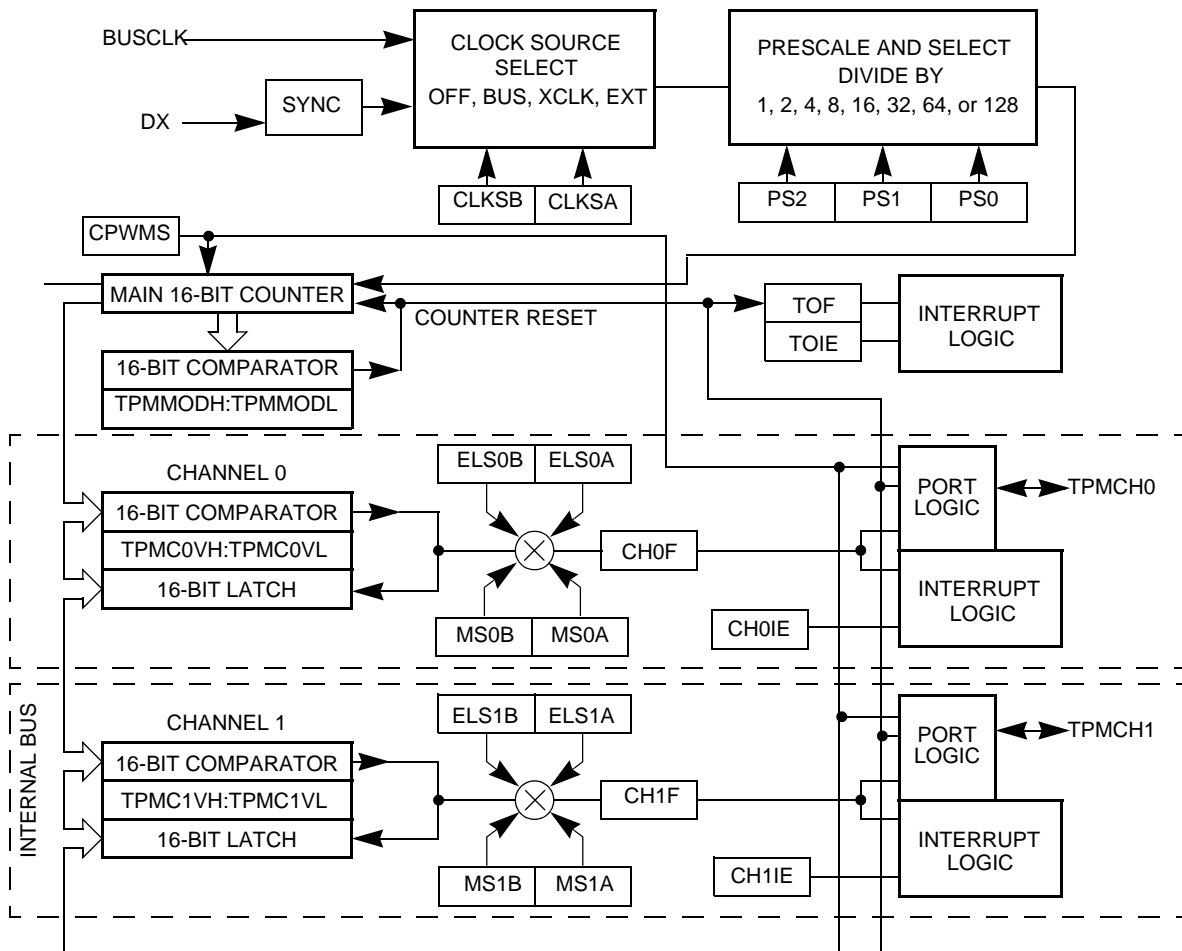 BUSCLK
CLOCK SOURCE
SELECT
OFF, BUS, XCLK, EXT
PRESCALE AND SELECT
DIVIDE BY
1, 2, 4, 8, 16, 32, 64, or 128
SYNC
DX
CLKSB
CLKSA
PS2
PS1
PS0
CPWMS
MAIN 16-BIT COUNTER
COUNTER RESET
TOF
TOIE
INTERRUPT
LOGIC
16-BIT COMPARATOR
TPMMODH:TPMMODL
CHANNEL 0
ELS0B
ELS0A
16-BIT COMPARATOR
TPMC0VH:TPMC0VL
16-BIT LATCH
CH0F
PORT
LOGIC
TPMCH0
INTERRUPT
LOGIC
MS0B
MS0A
CH0IE
INTERNAL BUS
CHANNEL 1
ELS1B
ELS1A
16-BIT COMPARATOR
TPMC1VH:TPMC1VL
16-BIT LATCH
CH1F
PORT
LOGIC
TPMCH1
INTERRUPT
LOGIC
MS1B
MS1A
CH1IE